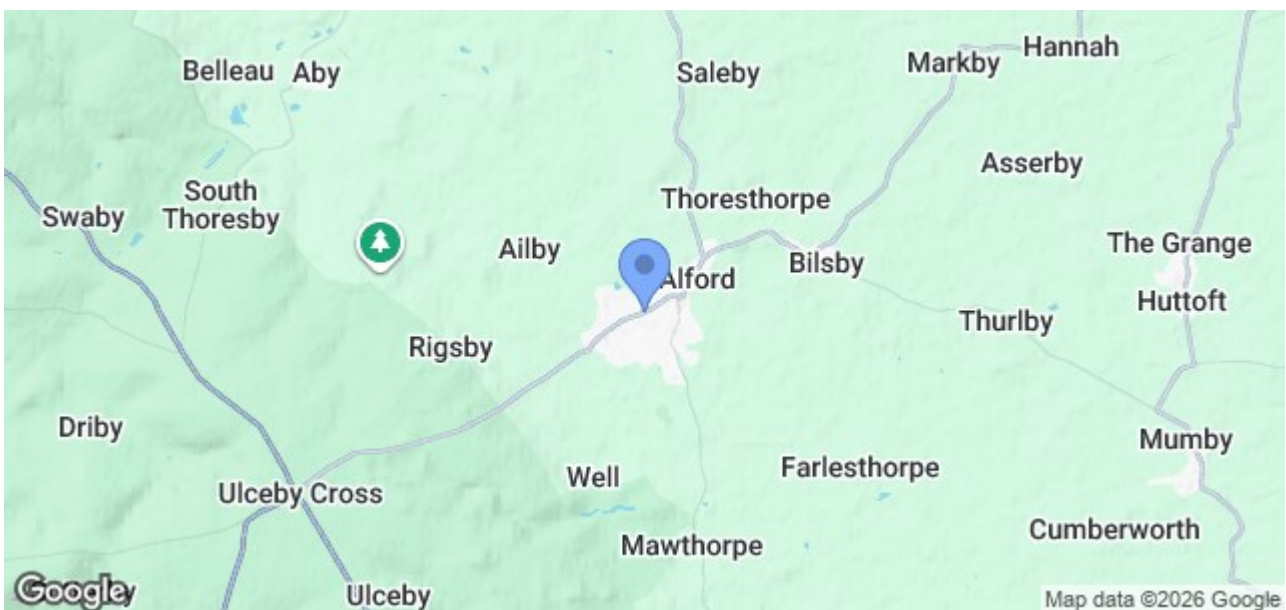 Hannah
Belleau
Aby
Saleby
Markby
Asserby
South
Thoresby
Thoresthorpe
Swaby
Ailby
The Grange
Bilsby
Alford
Huttoft
Thurlby
Rigsby
Driby
Mumby
Farlesthorpe
Well
Ulceby Cross
Cumberworth
Mawthorpe
Google
Ulceby
Map data ©2026 Google